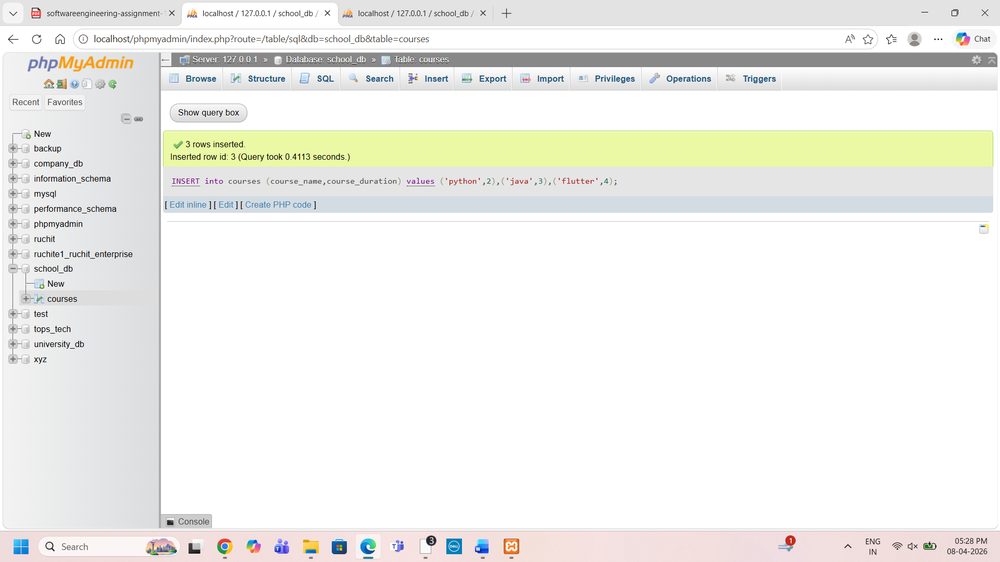 softwareengineering-assignment-1
localhost / 127.0.0.1 / school_db /
localhost / 127.0.0.1 / school_db /
localhost/phpmyadmin/index.php?route=/table/sql&db=school_db&table=courses
Chat
phpMyAdmin
Recent
Favorites
New
backup
company_db
information_schema
mysql
performance_schema
phpmyadmin
ruchit
ruchite1_ruchit_enterprise
school_db
New
courses
test
tops_tech
university_db
xyz
Server: 127.0.0.1 » Database: school_db » Table: courses
Browse Structure SQL Search Insert Export Import Privileges Operations Triggers
Show query box
3 rows inserted.
Inserted row id: 3 (Query took 0.4113 seconds.)
INSERT into courses (course_name,course_duration) values ('python',2),('java',3),('flutter',4);
[ Edit inline ] [ Edit ] [ Create PHP code ]
Console
Search
3
DELL
1
ENG
IN
05:28 PM
08-04-2026